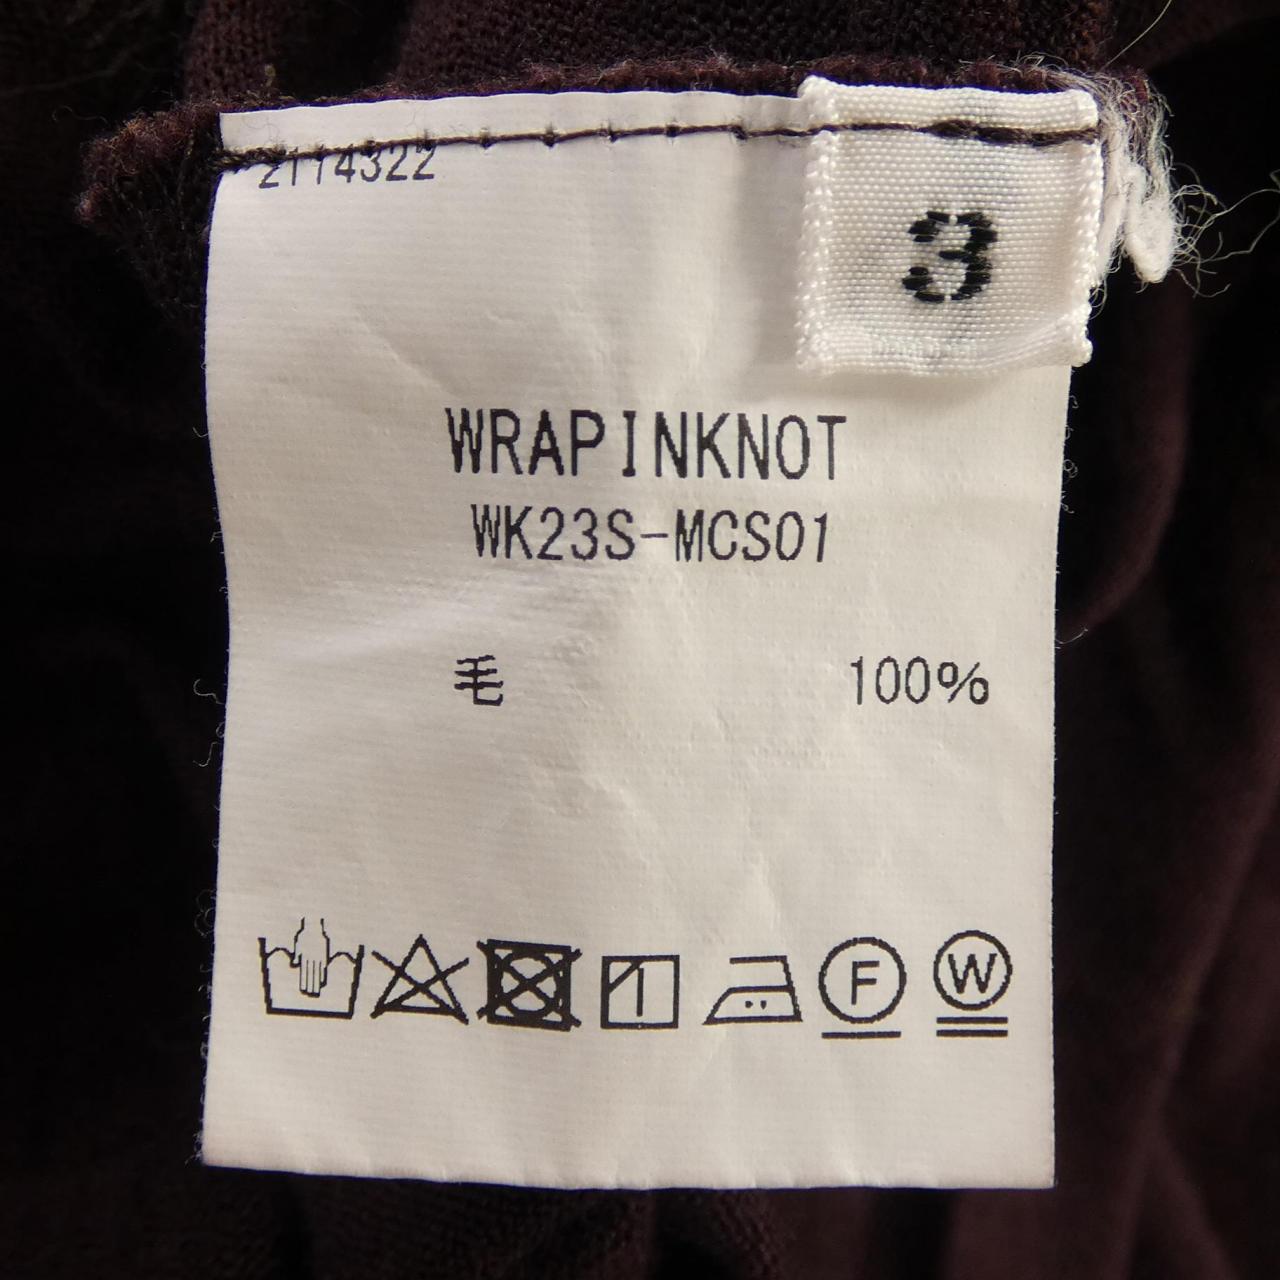 2114322
3
WRAPINKNOT
WK23S-MCS01
毛 100%
F W